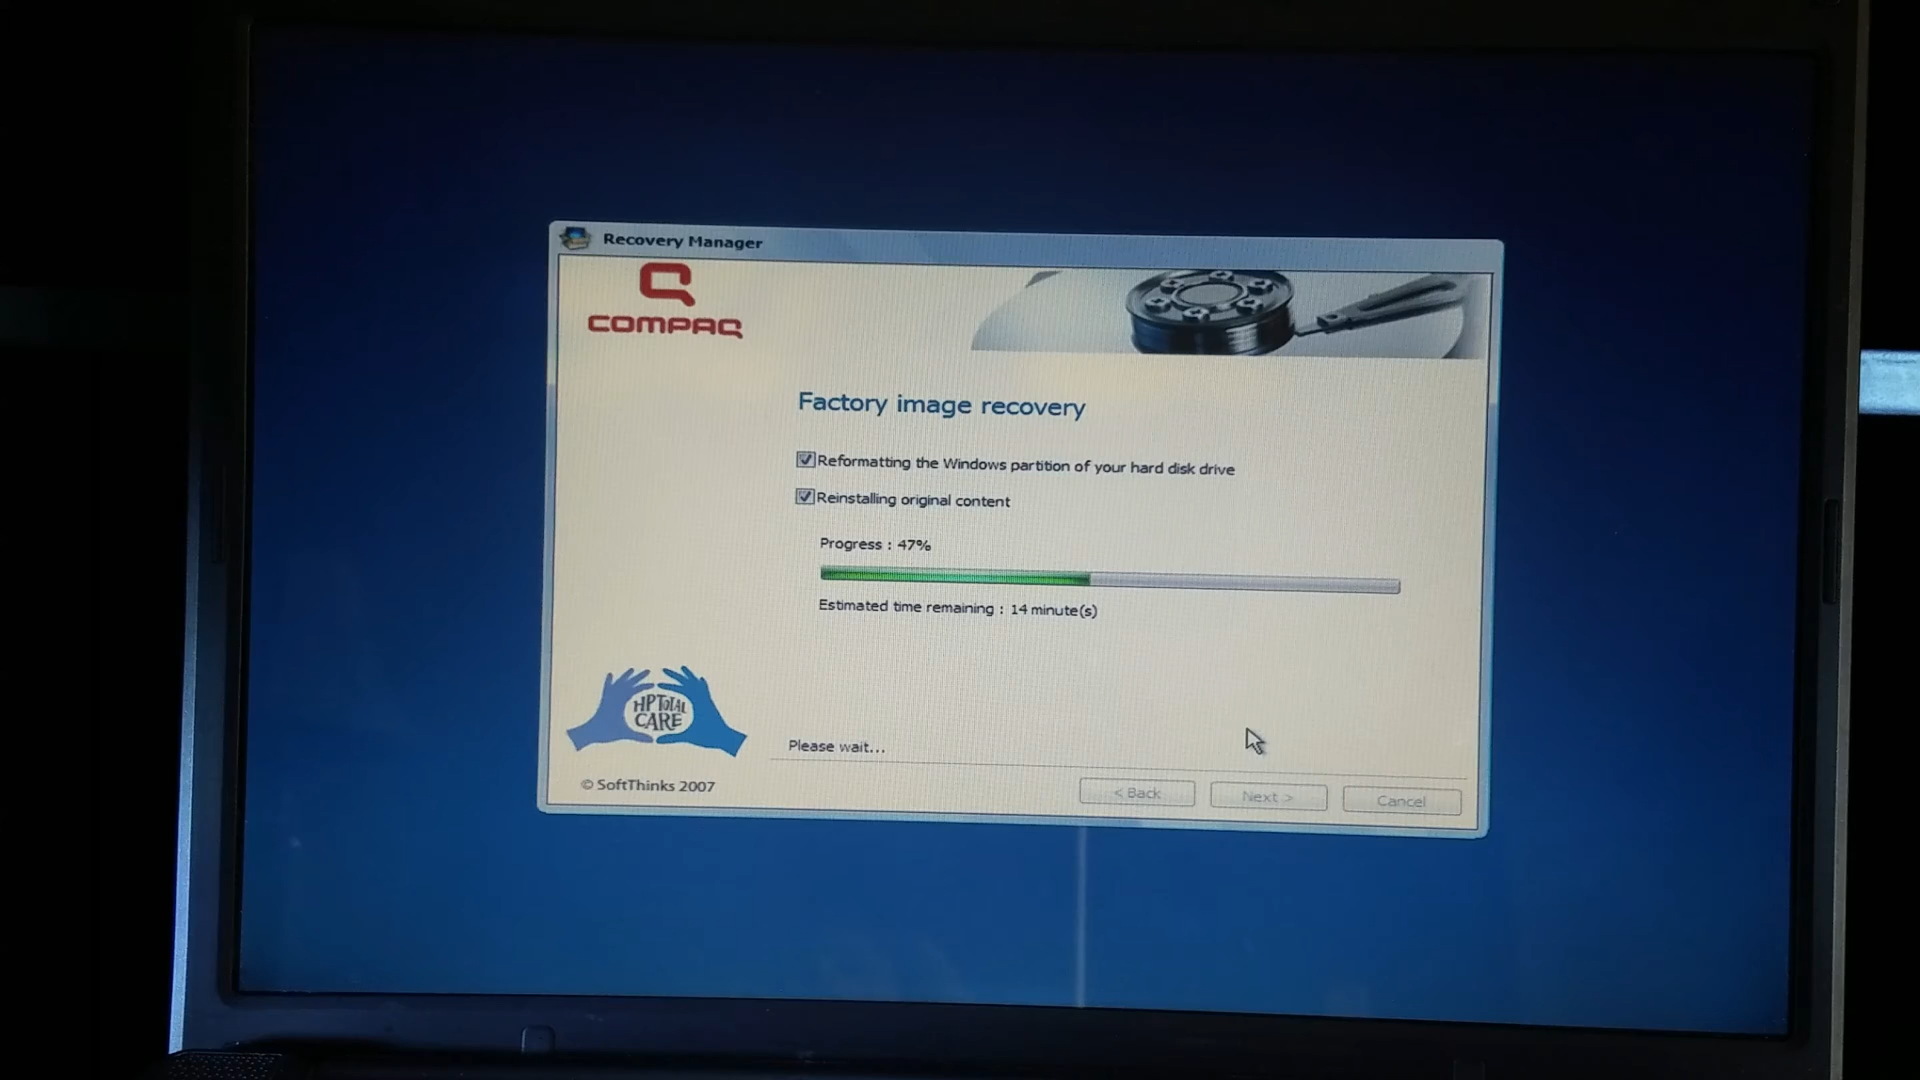 Recovery Manager
COMPAQ
Factory image recovery
Reformatting the Windows partition of your hard disk drive
Reinstalling original content
Progress : 47%
Estimated time remaining : 14 minute(s)
HP TOTAL
CARE
Please wait...
© SoftThinks 2007
< Back
Next >
Cancel